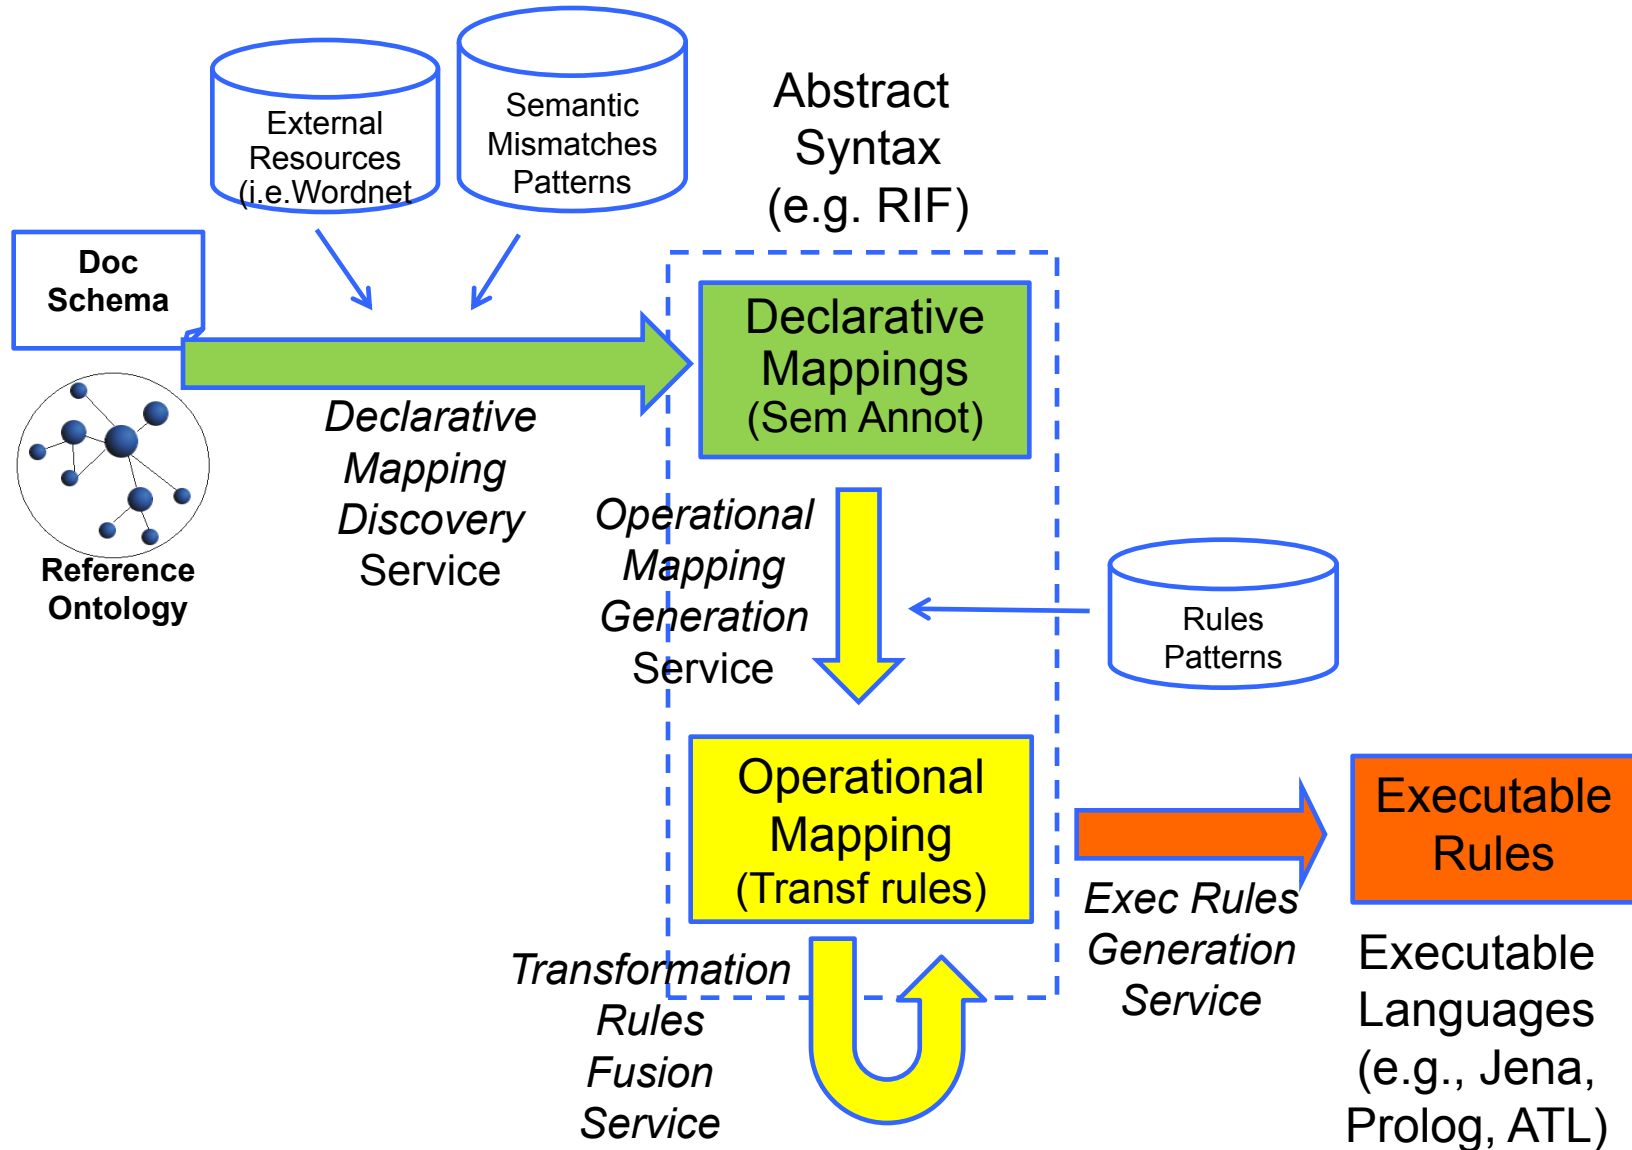 External
Resources
(i.e.Wordnet
Semantic
Mismatches
Patterns
Abstract
Syntax
(e.g. RIF)
Doc
Schema
Declarative
Mappings
(Sem Annot)
Declarative
Mapping
Discovery
Service
Reference
Ontology
Operational
Mapping
Generation
Service
Rules
Patterns
Operational
Mapping
(Transf rules)
Executable
Rules
Exec Rules
Generation
Service
Transformation
Rules
Fusion
Service
Executable
Languages
(e.g., Jena,
Prolog, ATL)